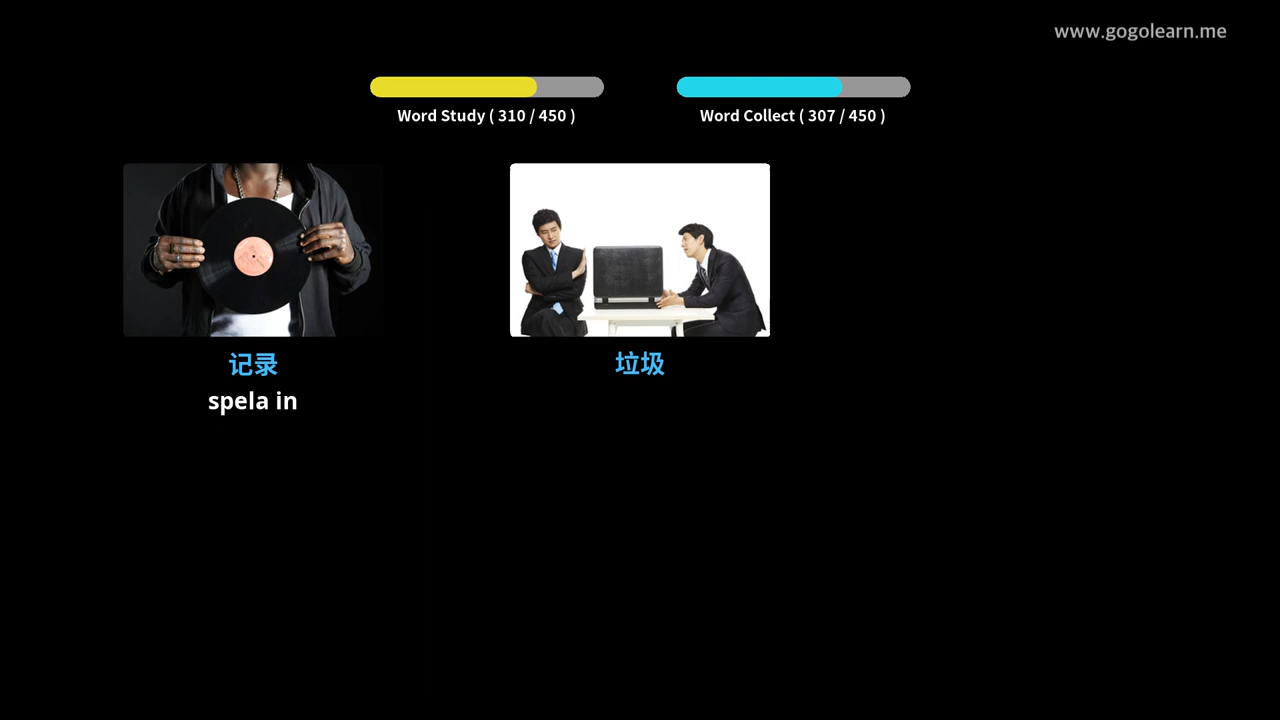 www.gogolearn.me
Word Study ( 310 / 450 )
Word Collect ( 307 / 450 )
记录
spela in
垃圾